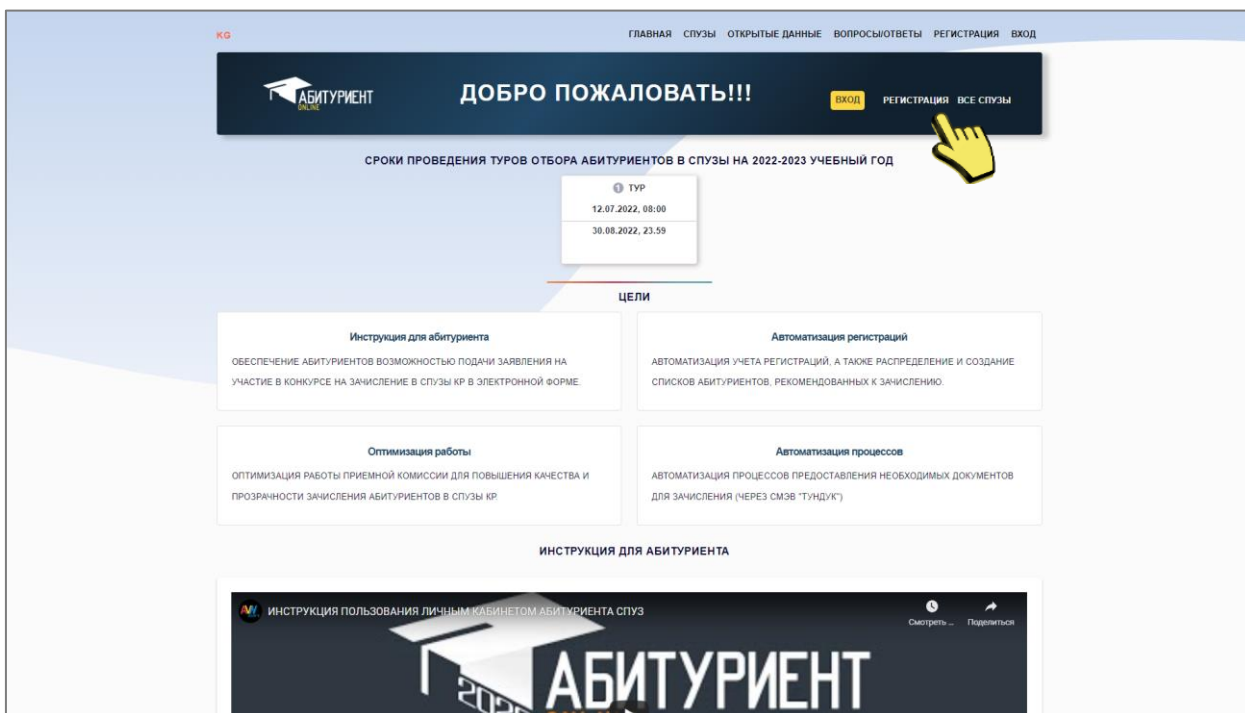 KG
ГЛАВНАЯ СПУЗЫ ОТКРЫТЫЕ ДАННЫЕ ВОПРОСЫ/ОТВЕТЫ РЕГИСТРАЦИЯ ВХОД
АБИТУРИЕНТ
ONLINE
ДОБРО ПОЖАЛОВАТЬ!!!
ВХОД РЕГИСТРАЦИЯ ВСЕ СПУЗЫ
СРОКИ ПРОВЕДЕНИЯ ТУРОВ ОТБОРА АБИТУРИЕНТОВ В СПУЗЫ НА 2022-2023 УЧЕБНЫЙ ГОД
1 ТУР
12.07.2022, 08:00
30.08.2022, 23.59
ЦЕЛИ
Инструкция для абитуриента
ОБЕСПЕЧЕНИЕ АБИТУРИЕНТОВ ВОЗМОЖНОСТЬЮ ПОДАЧИ ЗАЯВЛЕНИЯ НА
УЧАСТИЕ В КОНКУРСЕ НА ЗАЧИСЛЕНИЕ В СПУЗЫ КР В ЭЛЕКТРОННОЙ ФОРМЕ.
Автоматизация регистраций
АВТОМАТИЗАЦИЯ УЧЕТА РЕГИСТРАЦИЙ, А ТАКЖЕ РАСПРЕДЕЛЕНИЕ И СОЗДАНИЕ
СПИСКОВ АБИТУРИЕНТОВ, РЕКОМЕНДОВАННЫХ К ЗАЧИСЛЕНИЮ.
Оптимизация работы
ОПТИМИЗАЦИЯ РАБОТЫ ПРИЕМНОЙ КОМИССИИ ДЛЯ ПОВЫШЕНИЯ КАЧЕСТВА И
ПРОЗРАЧНОСТИ ЗАЧИСЛЕНИЯ АБИТУРИЕНТОВ В СПУЗЫ КР.
Автоматизация процессов
АВТОМАТИЗАЦИЯ ПРОЦЕССОВ ПРЕДОСТАВЛЕНИЯ НЕОБХОДИМЫХ ДОКУМЕНТОВ
ДЛЯ ЗАЧИСЛЕНИЯ (ЧЕРЕЗ СМЭВ "ТУНДУК")
ИНСТРУКЦИЯ ДЛЯ АБИТУРИЕНТА
ИНСТРУКЦИЯ ПОЛЬЗОВАНИЯ ЛИЧНЫМ КАБИНЕТОМ АБИТУРИЕНТА СПУЗ
Смотреть ... Поделиться
АБИТУРИЕНТ